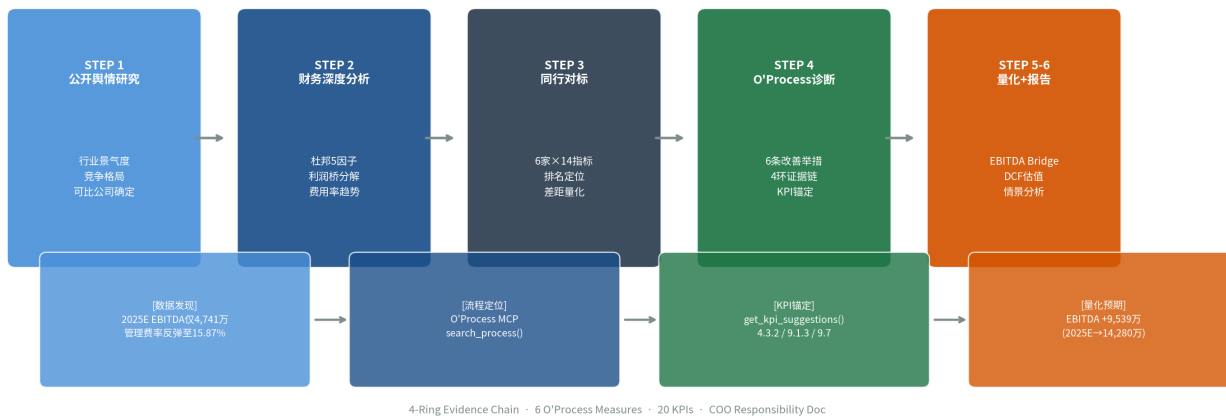 STEP 1
公开舆情研究
行业景气度
竞争格局
可比公司确定
STEP 2
财务深度分析
杜邦5因子
利润桥分解
费用率趋势
STEP 3
同行对标
6家×14指标
排名定位
差距量化
STEP 4
O'Process诊断
6条改善举措
4环证据链
KPI锚定
STEP 5-6
量化+报告
EBITDA Bridge
DCF估值
情景分析
[数据发现]
2025E EBITDA仅4,741万
管理费率反弹至15.87%
[流程定位]
O'Process MCP
search_process()
[KPI锚定]
get_kpi_suggestions()
4.3.2 / 9.1.3 / 9.7
[量化预期]
EBITDA +9,539万
(2025E→14,280万)
4-Ring Evidence Chain · 6 O'Process Measures · 20 KPIs · COO Responsibility Doc